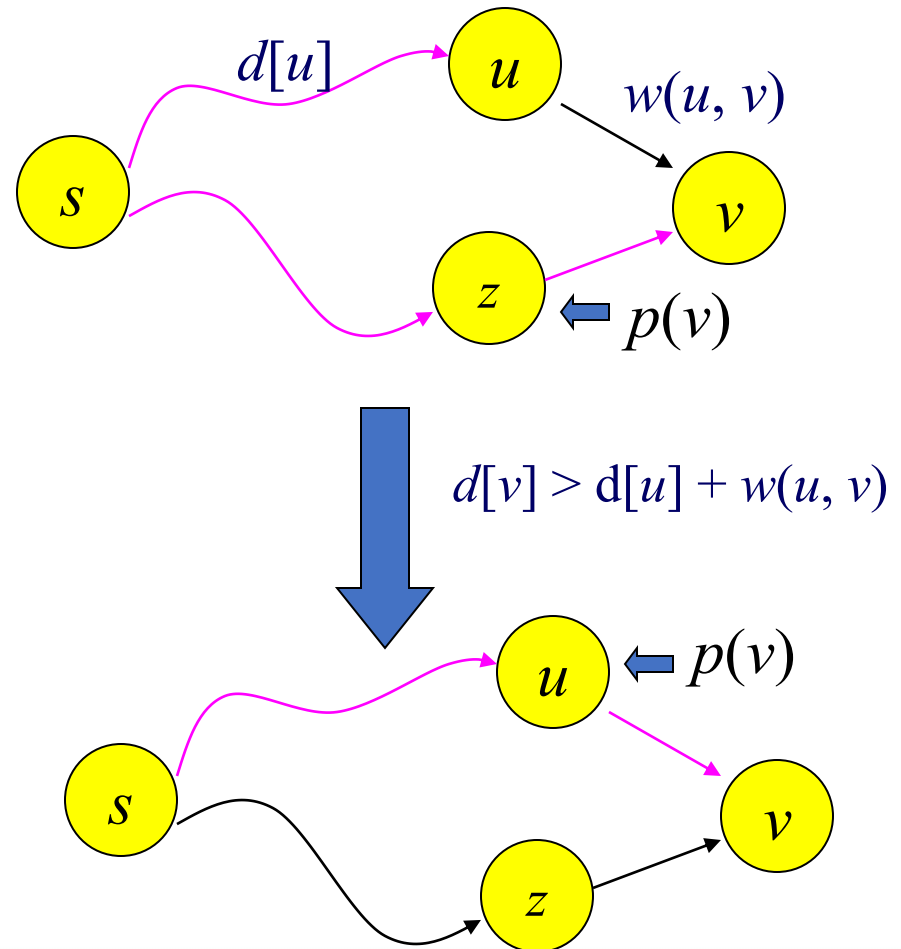 d[u]
u
w(u, v)
s
v
z
p(v)
d[v] > d[u] + w(u, v)
u
p(v)
s
v
z